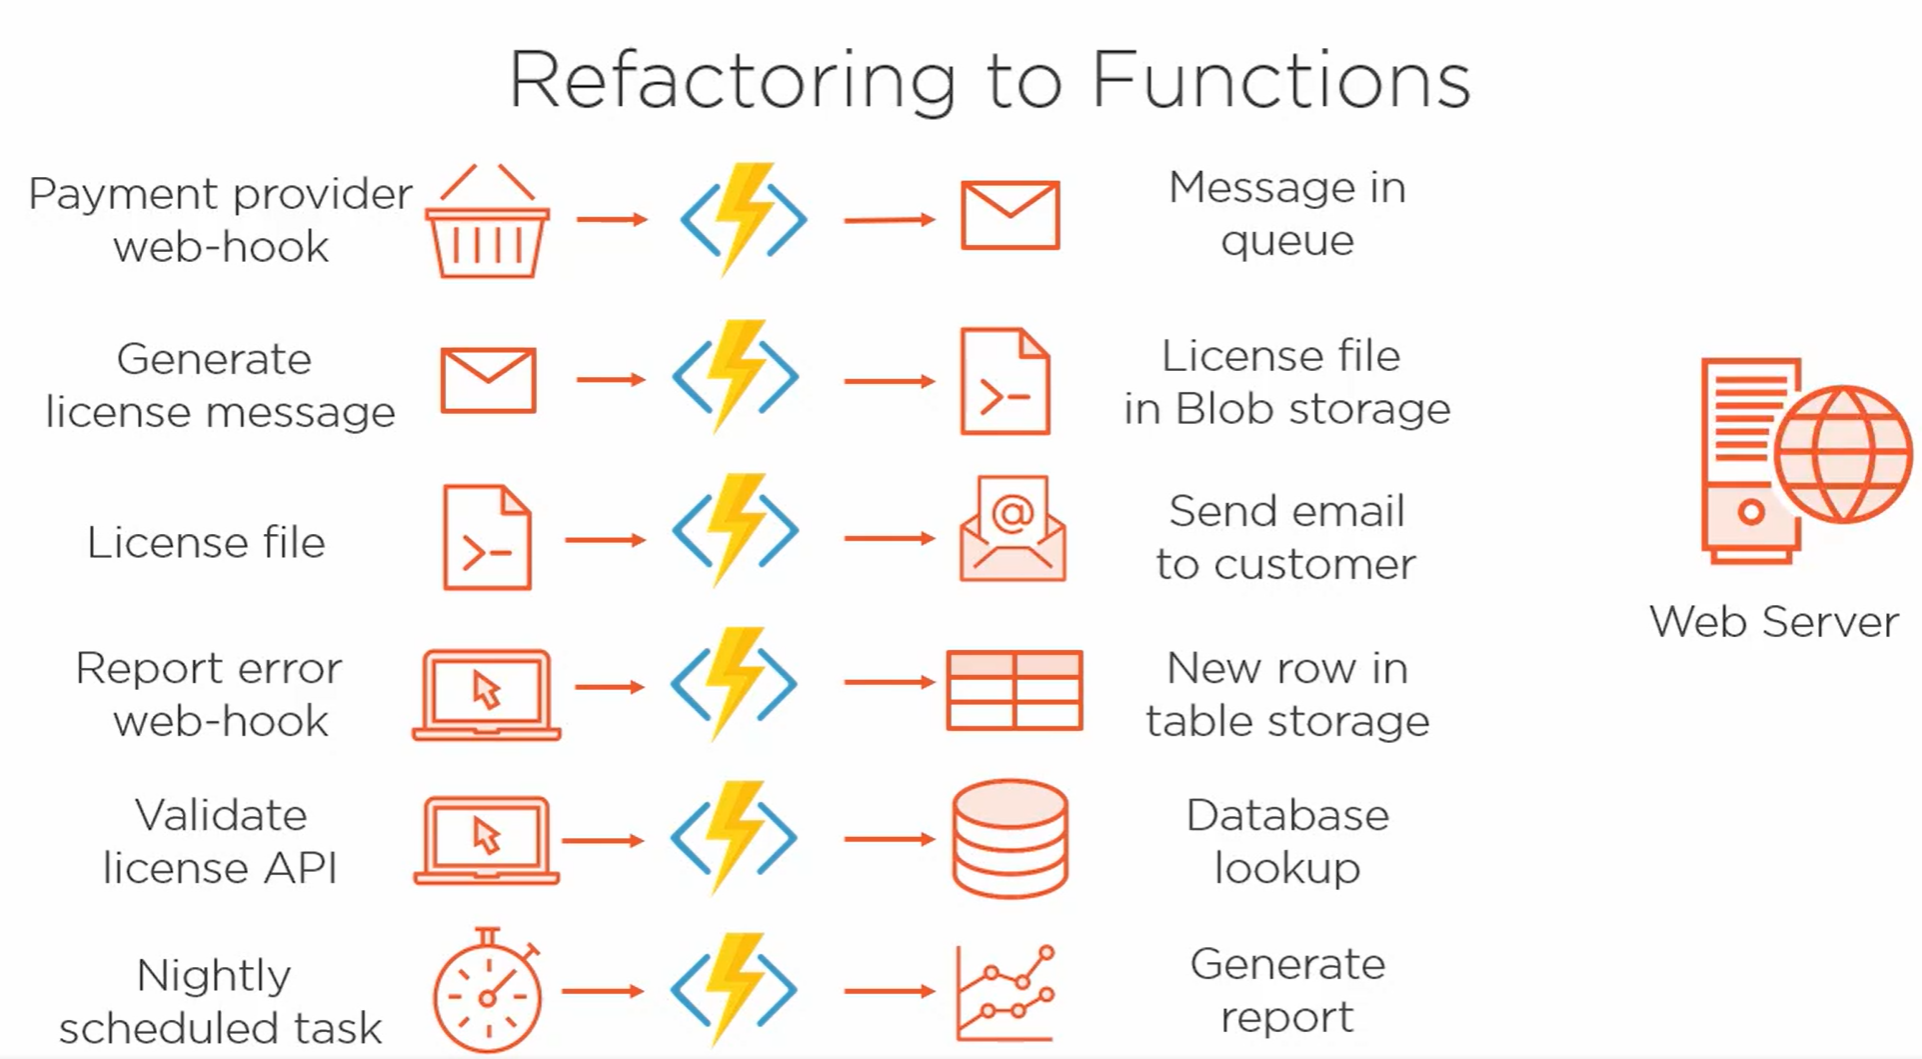 Refactoring to Functions
Payment provider
web-hook
Message in
queue
Generate
license message
License file
in Blob storage
License file
@
Send email
to customer
Report error
web-hook
New row in
table storage
Validate
license API
Database
lookup
Nightly
scheduled task
Generate
report
Web Server